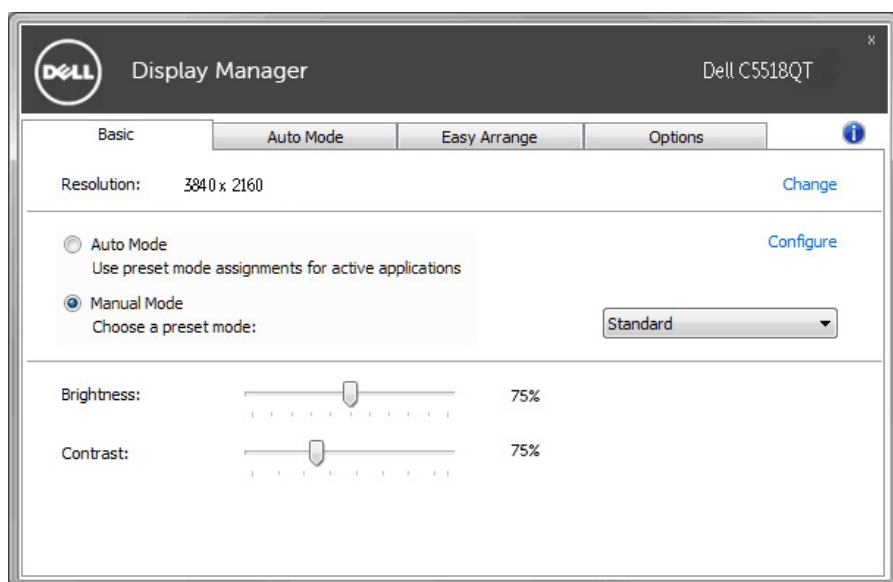 DELL Display Manager Dell C5518QT x
Basic Auto Mode Easy Arrange Options i
Resolution: 3840 x 2160 Change
Auto Mode Configure
Use preset mode assignments for active applications
Manual Mode
Choose a preset mode: Standard
Brightness: 75%
Contrast: 75%